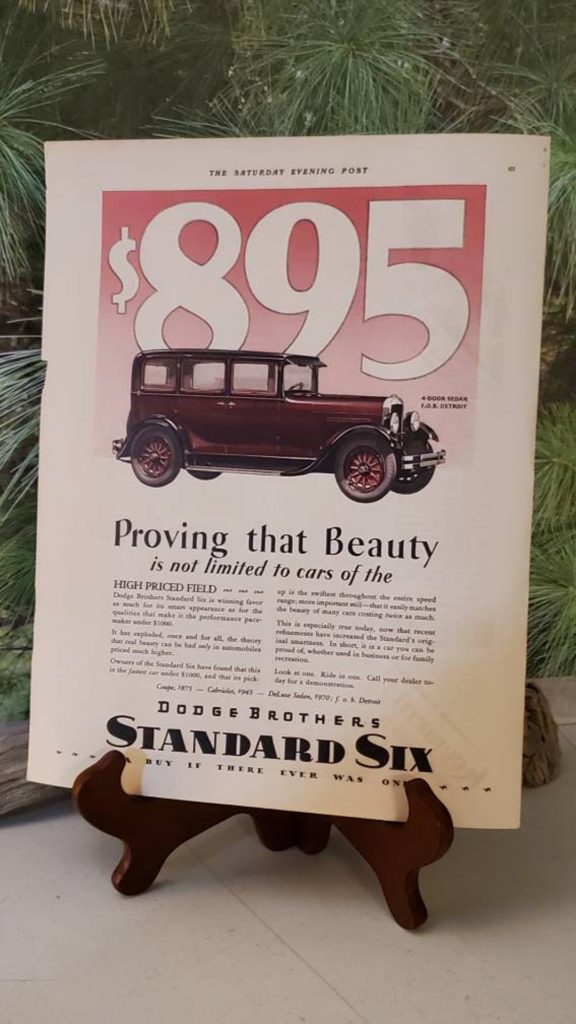 THE SATURDAY EVENING POST
63
$895
4-DOOR SEDAN
F.O.B. DETROIT
Proving that Beauty
is not limited to cars of the
HIGH PRICED FIELD
Dodge Brothers Standard Six is winning favor
as much for its smart appearance as for the
qualities that make it the performance pace-
maker under $1000.
It has exploded, once and for all, the theory
that real beauty can be had only in automobiles
priced much higher.
Owners of the Standard Six have found that this
is the fastest car under $1000, and that its pick-
up is the swiftest throughout the entire speed
range; more important still—that it easily matches
the beauty of many cars costing twice as much.
This is especially true today, now that recent
refinements have increased the Standard's orig-
inal smartness. In short, it is a car you can be
proud of, whether used in business or for family
recreation.
Look at one. Ride in one. Call your dealer to-
day for a demonstration.
Coupe, $875 — Cabriolet, $945 — DeLuxe Sedan, $970; f. o. b. Detroit
DODGE BROTHERS
STANDARD SIX
A BUY IF THERE EVER WAS ONE